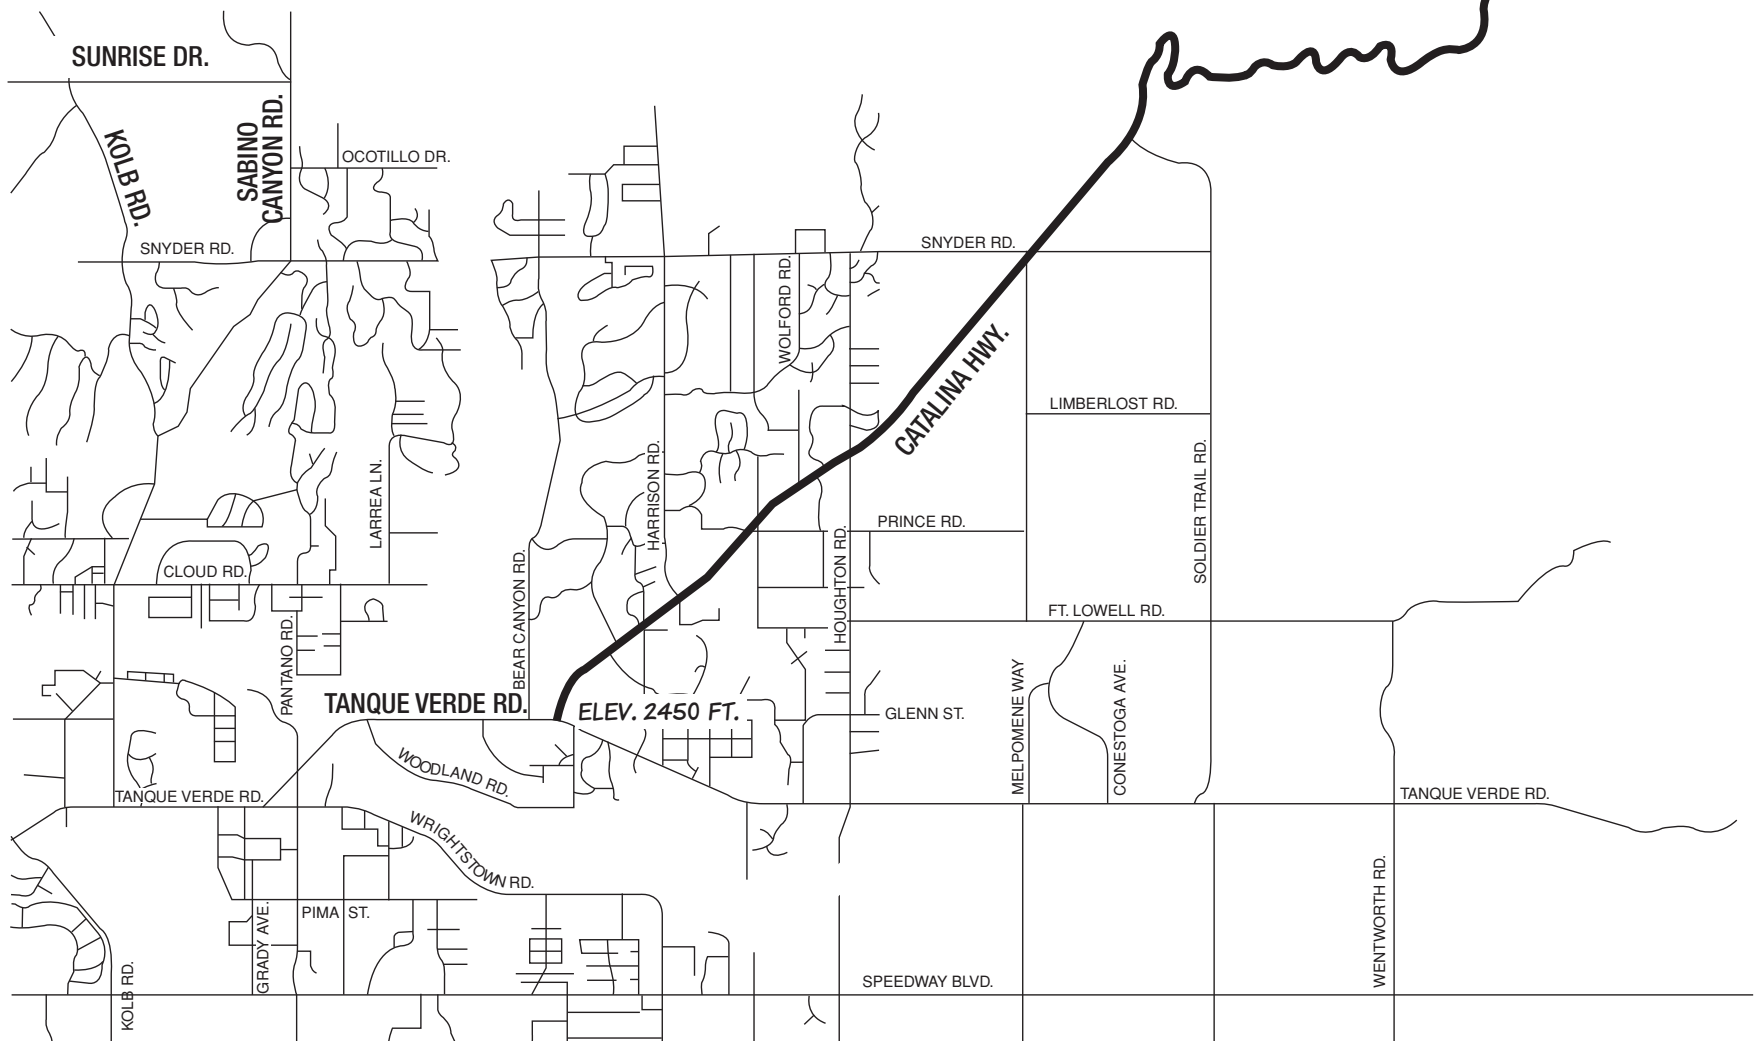 SUNRISE DR.
KOLB RD.
SABINO
CANYON RD.
OCOTILLO DR.
SNYDER RD.
SNYDER RD.
WOLFORD RD.
CATALINA HWY.
LIMBERLOST RD.
LARREA LN.
HARRISON RD.
SOLDIER TRAIL RD.
PRINCE RD.
HOUGHTON RD.
CLOUD RD.
BEAR CANYON RD.
FT. LOWELL RD.
PANTANO RD.
TANQUE VERDE RD.
ELEV. 2450 FT.
GLENN ST.
MELPOMENE WAY
CONESTOGA AVE.
WOODLAND RD.
TANQUE VERDE RD.
TANQUE VERDE RD.
WRIGHTSTOWN RD.
PIMA ST.
GRADY AVE.
WENTWORTH RD.
KOLB RD.
SPEEDWAY BLVD.